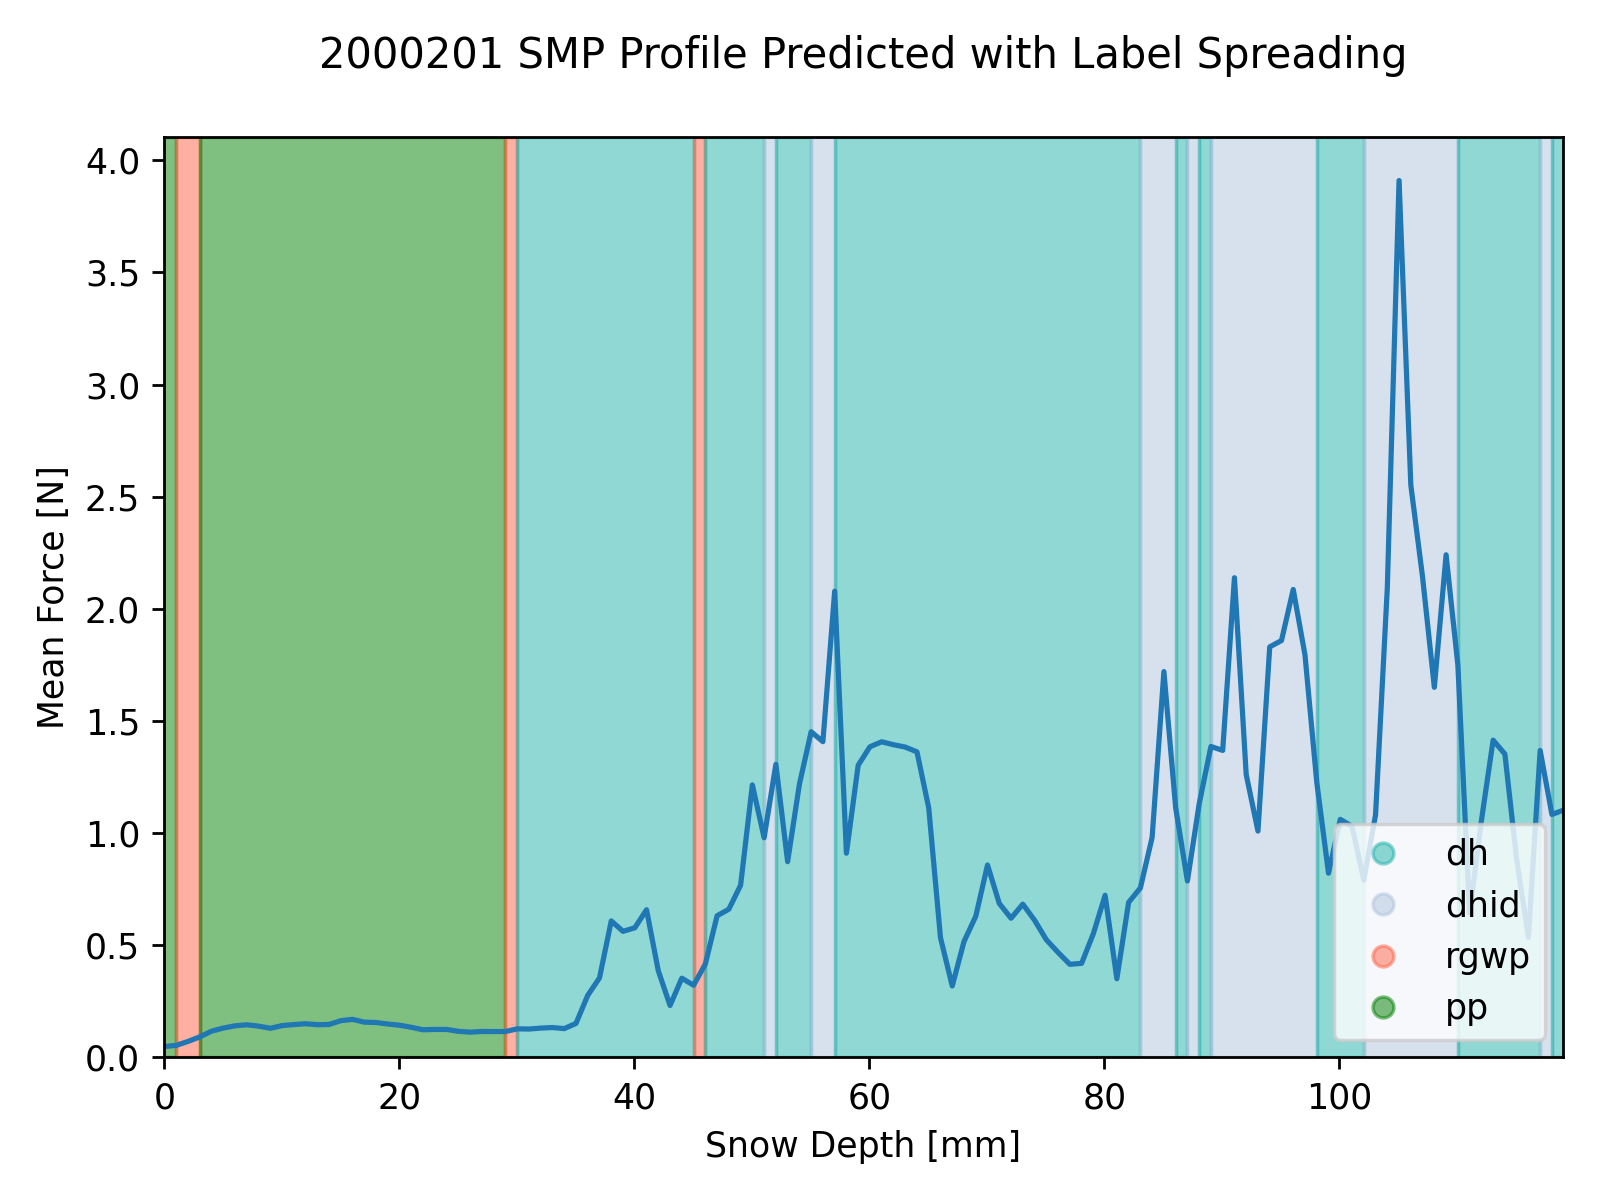 2000201 SMP Profile Predicted with Label Spreading
4.0
3.5
3.0
2.5
2.0
1.5
1.0
0.5
0.0
Mean Force [N]
dh
dhid
rgwp
pp
0 20 40 60 80 100
Snow Depth [mm]